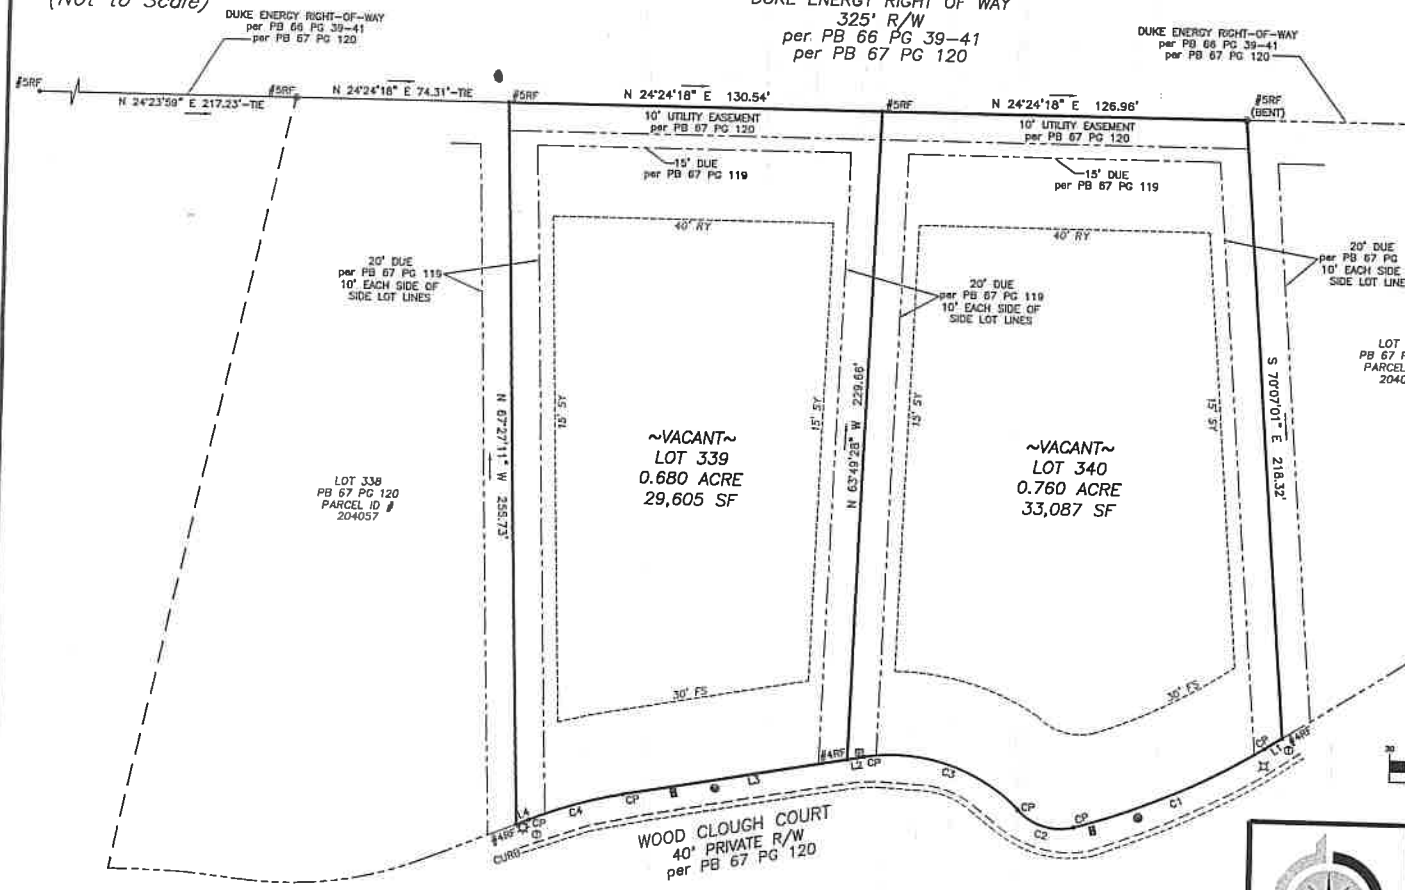 (Not to Scale)
DUKE ENERGY RIGHT-OF-WAY
per PB 66 PG 39-41
per PB 67 PG 120
DUKE ENERGY RIGHT OF WAY
325' R/W
per PB 66 PG 39-41
per PB 67 PG 120
DUKE ENERGY RIGHT-OF-WAY
per PB 66 PG 39-41
per PB 67 PG 120
#5RF
N 24°23'59" E 217.23'-TIE
#5RF
N 24°24'18" E 74.31'-TIE
#5RF
N 24°24'18" E 130.54'
#5RF
N 24°24'18" E 126.96'
#5RF
(BENT)
10' UTILITY EASEMENT
per PB 67 PG 120
10' UTILITY EASEMENT
per PB 67 PG 120
15' DUE
per PB 67 PG 119
15' DUE
per PB 67 PG 119
40' RY
40' RY
20' DUE
per PB 67 PG 119
10' EACH SIDE OF
SIDE LOT LINES
20' DUE
per PB 67 PG 119
10' EACH SIDE OF
SIDE LOT LINES
20' DUE
per PB 67 PG
10' EACH SIDE
SIDE LOT LINE
LOT
PB 67
PARCEL
204
N 67°27'11" W 255.73'
15' SY
15' SY
N 63°49'28" W 229.66'
15' SY
15' SY
S 70°07'01" E 218.32'
~VACANT~
LOT 339
0.680 ACRE
29,605 SF
~VACANT~
LOT 340
0.760 ACRE
33,087 SF
LOT 338
PB 67 PG 120
PARCEL ID #
204057
30' FS
30' FS
#4RF
L4
CP
C4
CP
L3
#4RF
L2
CP
C3
CP
C2
CP
C1
CP
L1
#4RF
CURB
WOOD CLOUGH COURT
40' PRIVATE R/W
per PB 67 PG 120
30